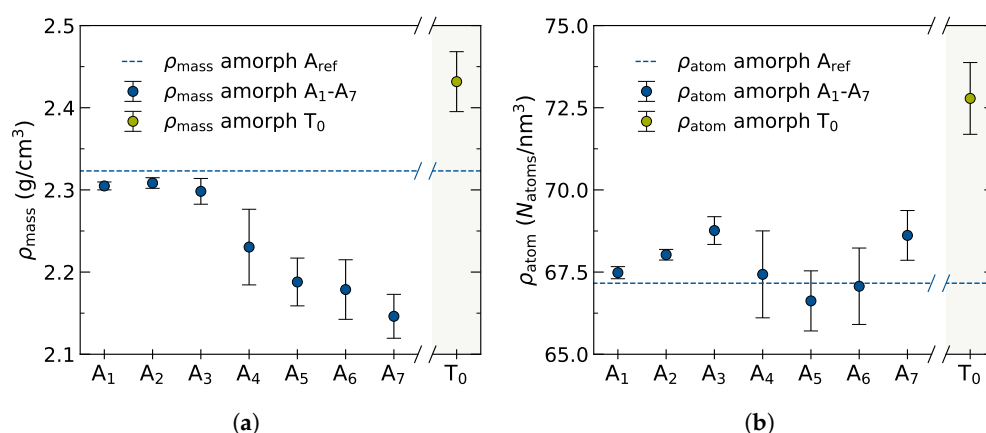 2.5
2.4
2.3
2.2
2.1
ρmass (g/cm³)
ρmass amorph Aref
ρmass amorph A₁-A₇
ρmass amorph T₀
A₁ A₂ A₃ A₄ A₅ A₆ A₇ T₀
(a)
75.0
72.5
70.0
67.5
65.0
ρatom (Natoms/nm³)
ρatom amorph Aref
ρatom amorph A₁-A₇
ρatom amorph T₀
A₁ A₂ A₃ A₄ A₅ A₆ A₇ T₀
(b)